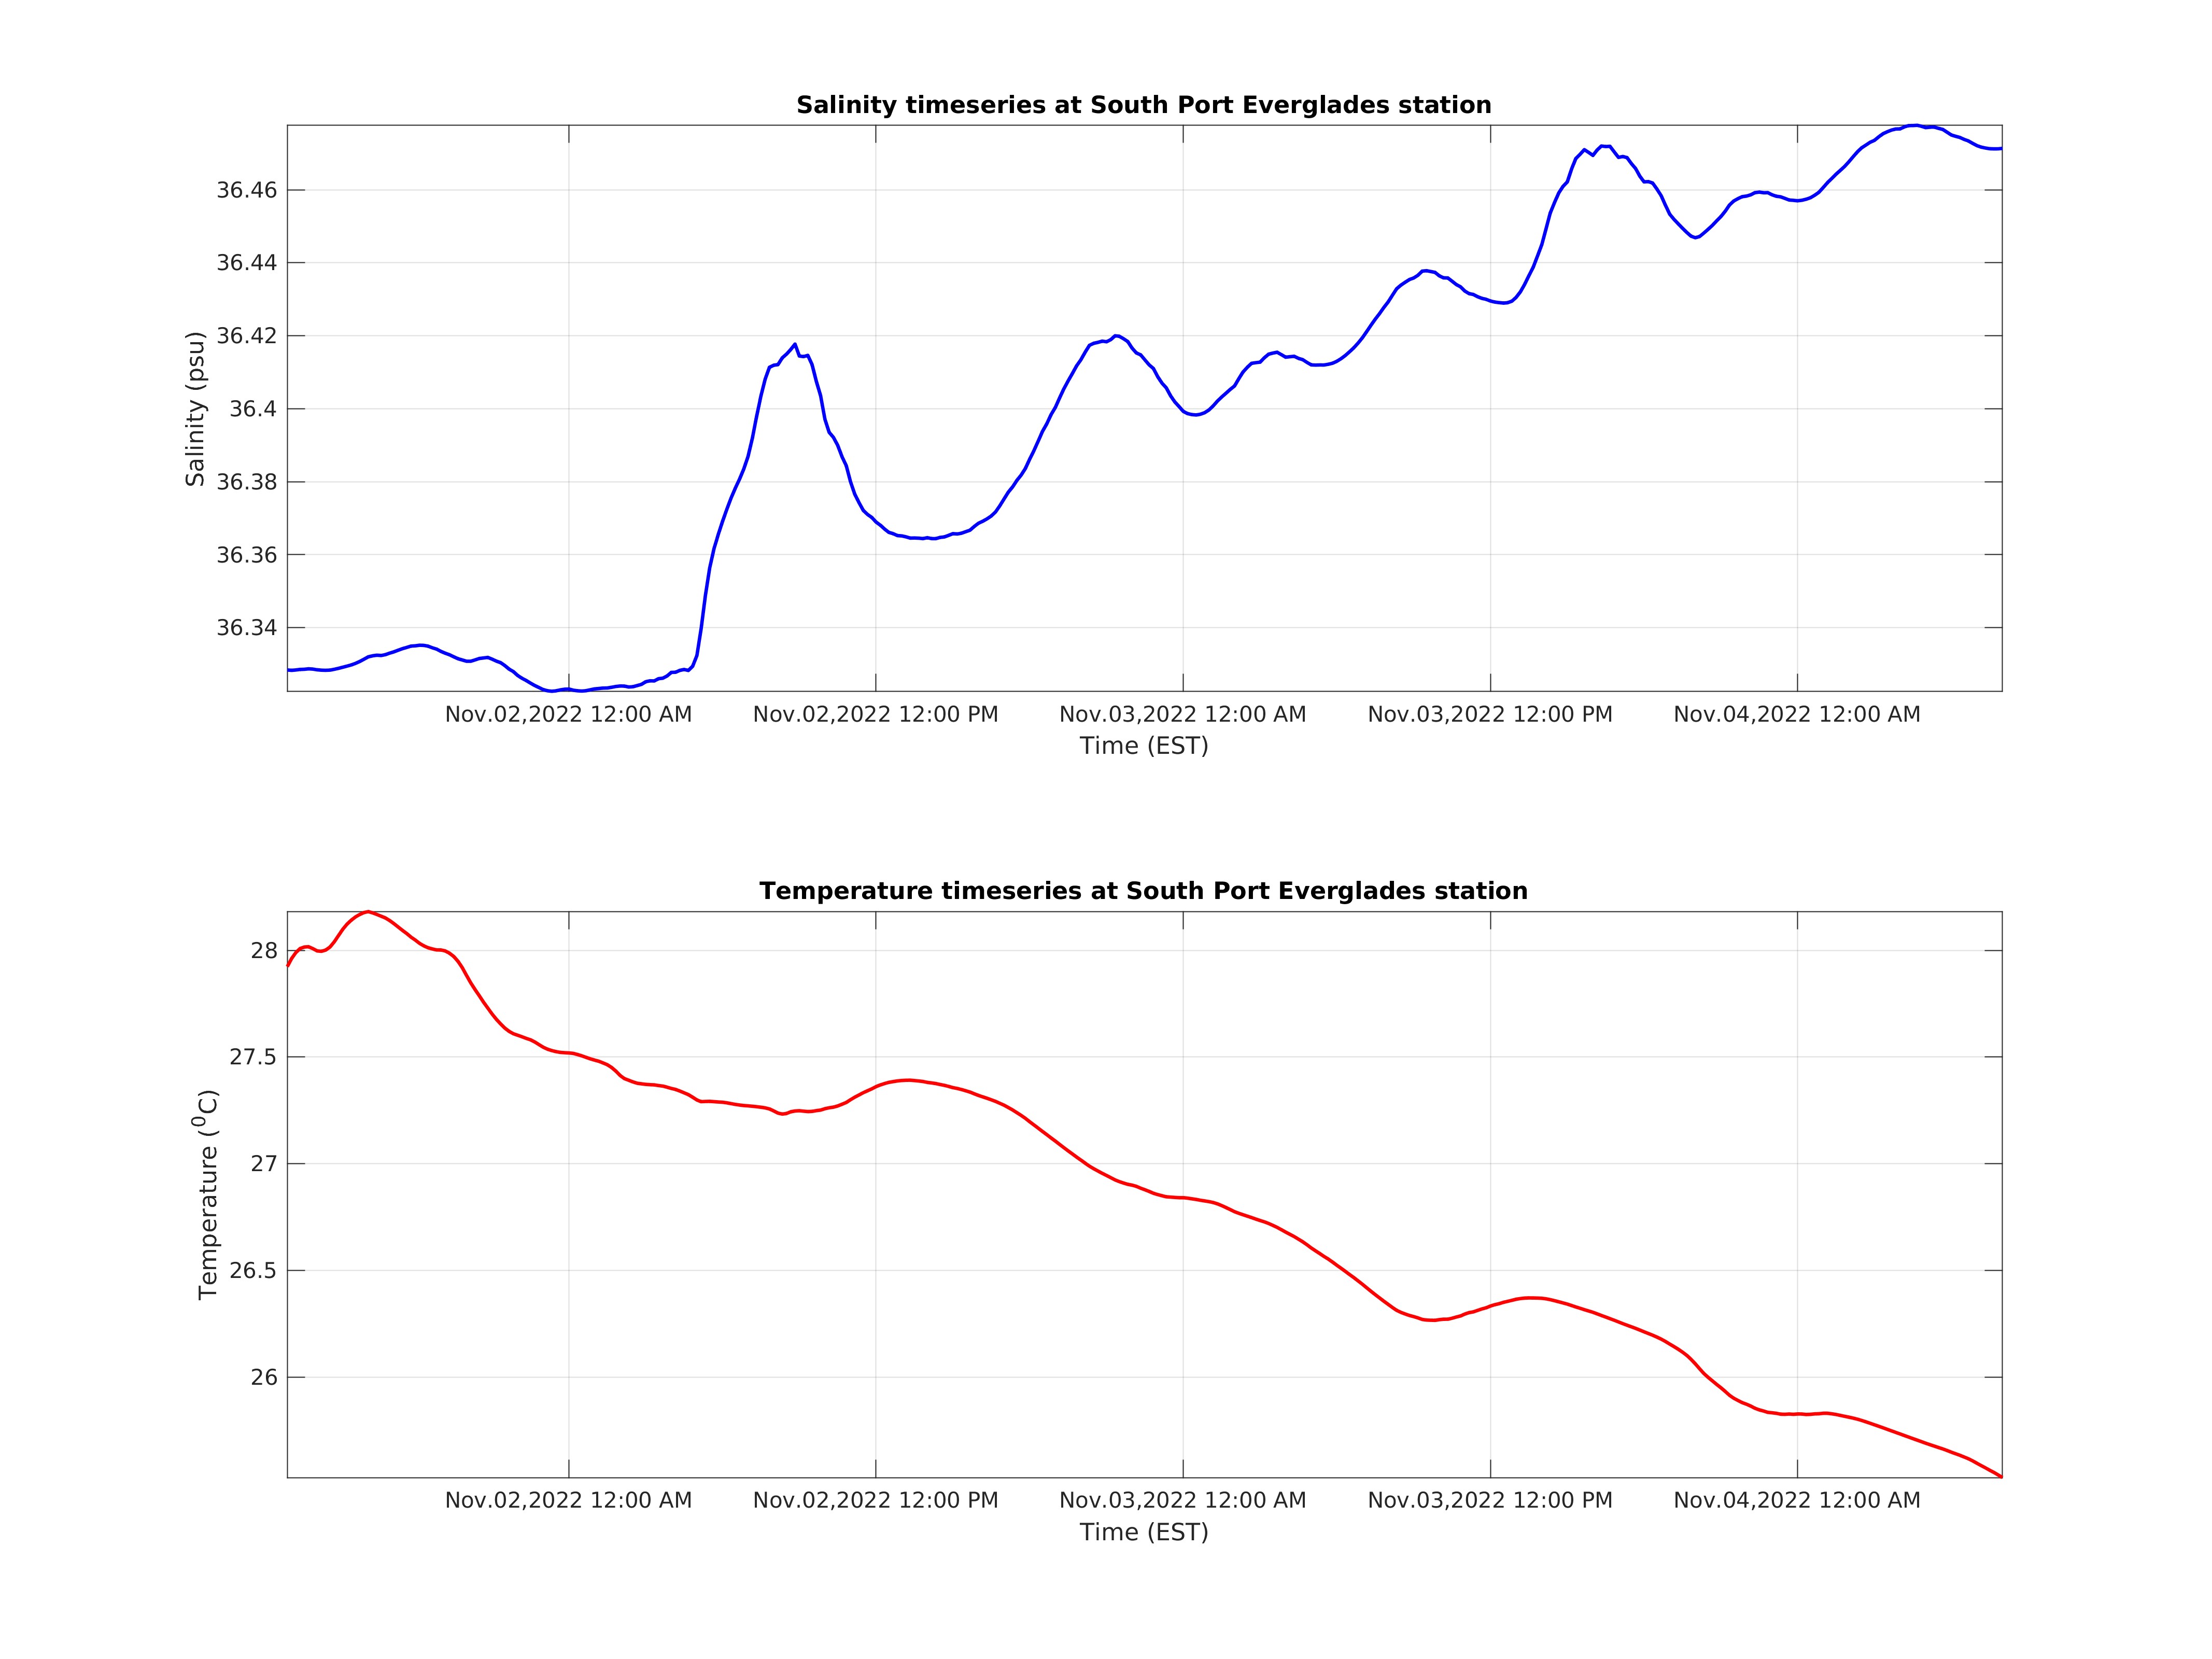 Salinity timeseries at South Port Everglades station
36.46
36.44
36.42
36.4
36.38
36.36
36.34
Salinity (psu)
Nov.02,2022 12:00 AM Nov.02,2022 12:00 PM Nov.03,2022 12:00 AM Nov.03,2022 12:00 PM Nov.04,2022 12:00 AM
Time (EST)
Temperature timeseries at South Port Everglades station
28
27.5
27
26.5
26
Temperature (⁰C)
Nov.02,2022 12:00 AM Nov.02,2022 12:00 PM Nov.03,2022 12:00 AM Nov.03,2022 12:00 PM Nov.04,2022 12:00 AM
Time (EST)